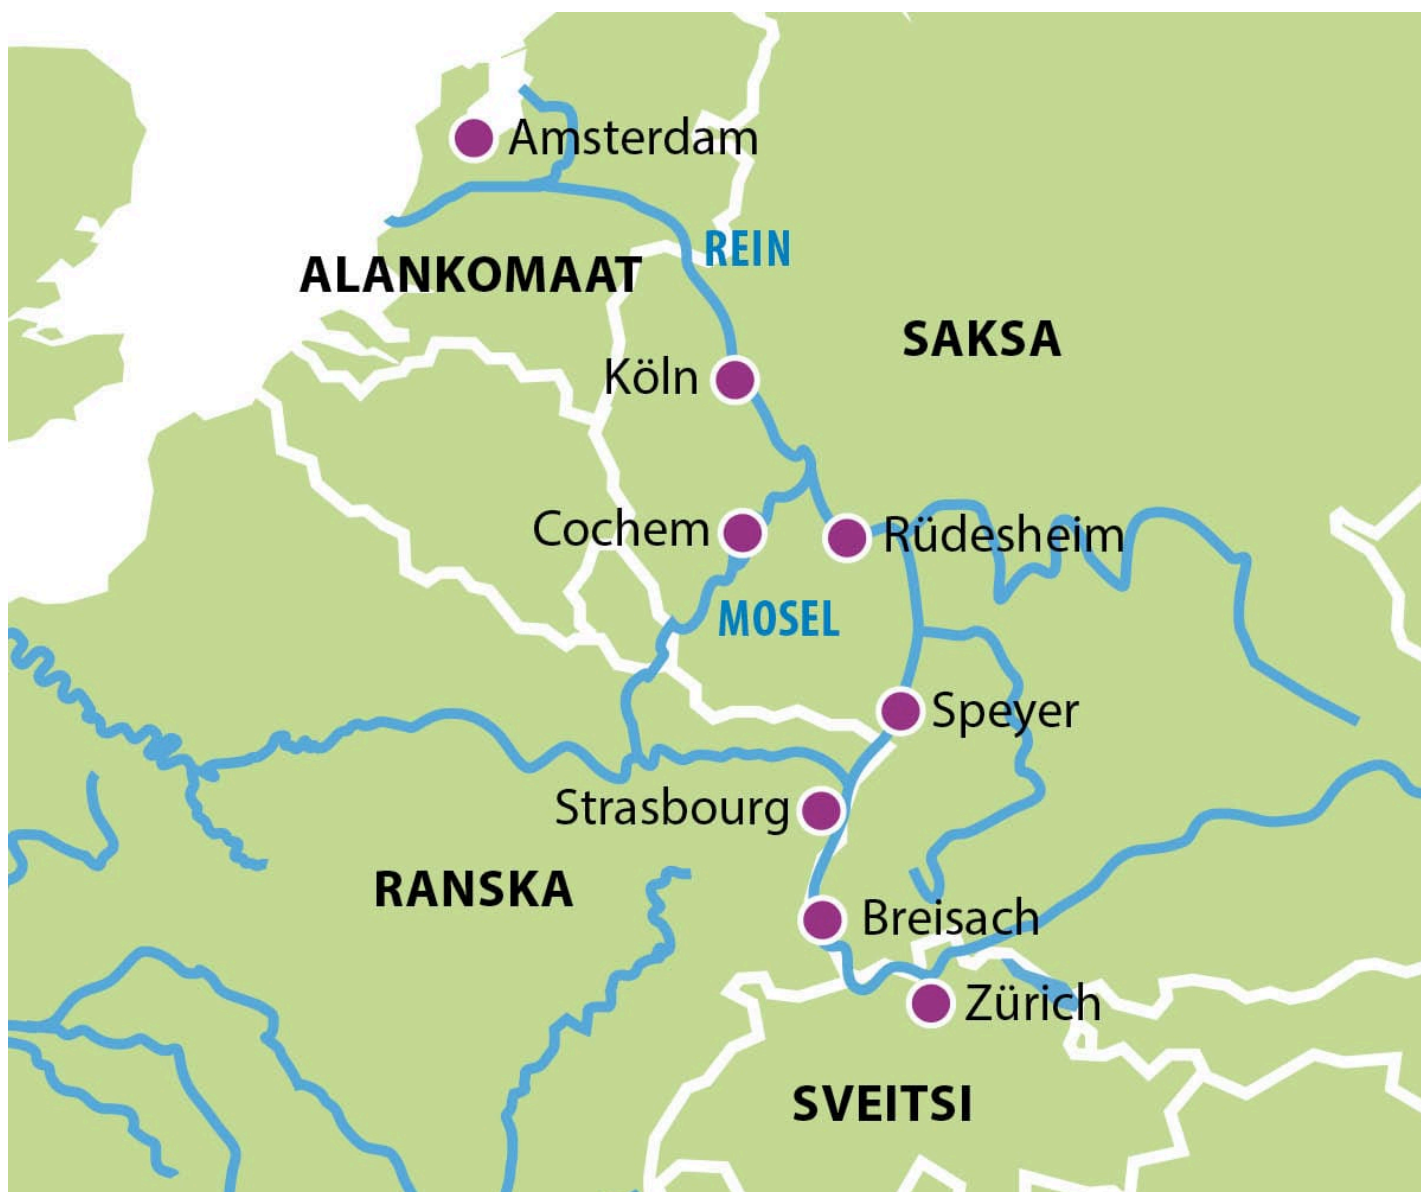 Amsterdam
REIN
ALANKOMAAT
SAKSA
Köln
Cochem
Rüdesheim
MOSEL
Speyer
Strasbourg
RANSKA
Breisach
Zürich
SVEITSI